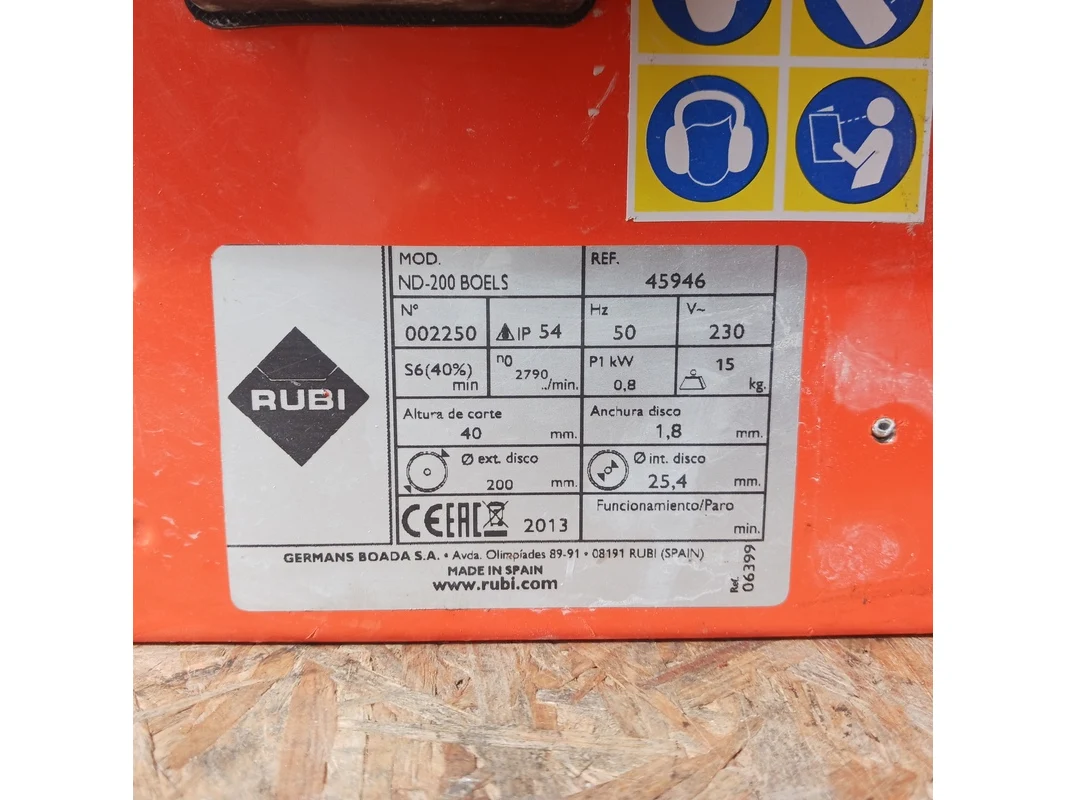 MOD.
ND-200 BOELS
REF.
45946
N°
002250
IP 54
Hz
50
V~
230
S6(40%)
min
n0
2790
../min.
P1 kW
0,8
15
kg.
Altura de corte
40 mm.
Anchura disco
1,8 mm.
Ø ext. disco
200 mm.
Ø int. disco
25,4 mm.
CE EAC 2013
Funcionamiento/Paro
min.
RUBI
GERMANS BOADA S.A. • Avda. Olimpíades 89-91 • 08191 RUBI (SPAIN)
MADE IN SPAIN
www.rubi.com
Ref.
06399